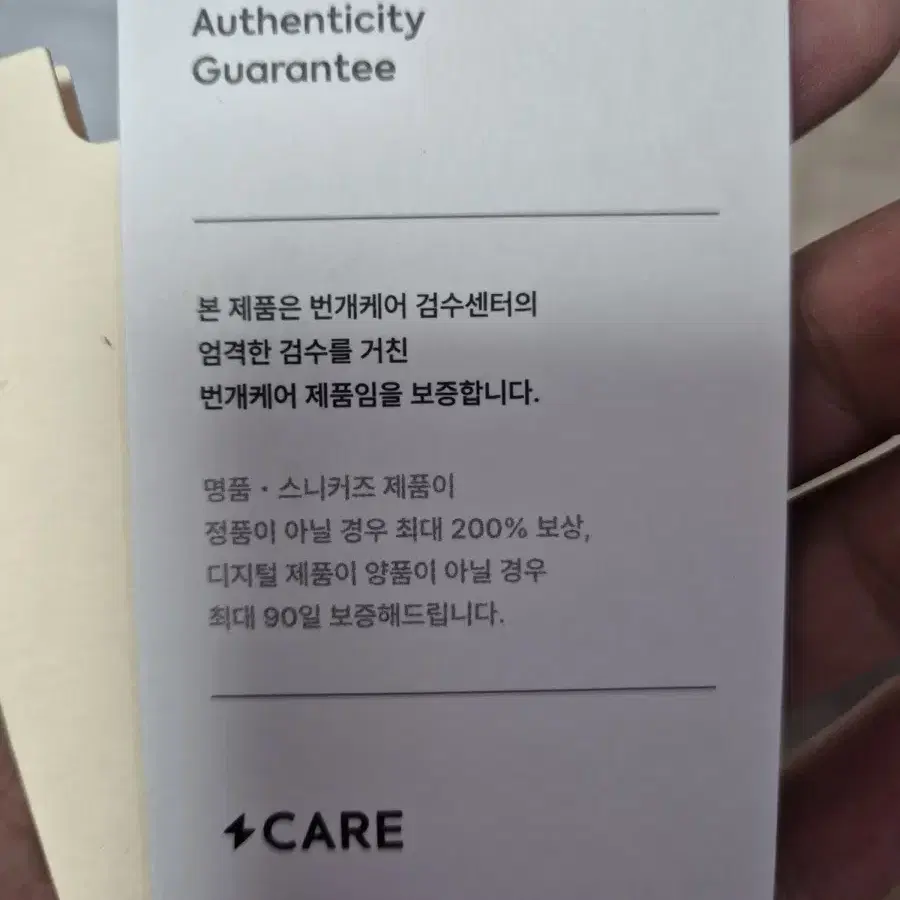 Authenticity
Guarantee
본 제품은 번개케어 검수센터의
엄격한 검수를 거친
번개케어 제품임을 보증합니다.
명품 · 스니커즈 제품이
정품이 아닐 경우 최대 200% 보상,
디지털 제품이 양품이 아닐 경우
최대 90일 보증해드립니다.
CARE